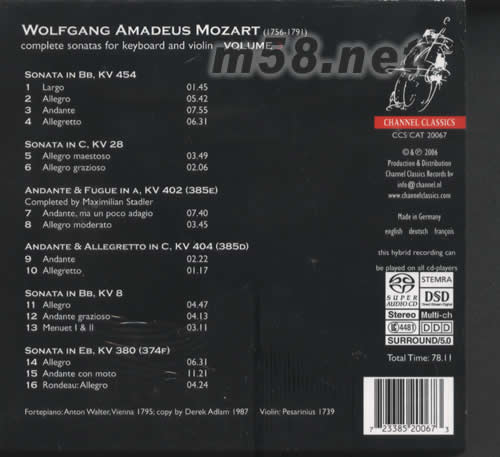 WOLFGANG AMADEUS MOZART (1756-1791)
complete sonatas for keyboard and violin VOLUME
m58.net
SONATA IN BB, KV 454
1 Largo 01.45
2 Allegro 05.42
3 Andante 07.55
4 Allegretto 06.31
SONATA IN C, KV 28
5 Allegro maestoso 03.49
6 Allegro grazioso 02.06
ANDANTE & FUGUE IN A, KV 402 (385E)
Completed by Maximilian Stadler
7 Andante, ma un poco adagio 07.40
8 Allegro moderato 03.45
ANDANTE & ALLEGRETTO IN C, KV 404 (385D)
9 Andante 02.22
10 Allegretto 01.17
SONATA IN BB, KV 8
11 Allegro 04.47
12 Andante grazioso 04.13
13 Menuet I & II 03.11
SONATA IN EB, KV 380 (374F)
14 Allegro 06.31
15 Andante con moto 11.21
16 Rondeau: Allegro 04.24
Fortepiano: Anton Walter, Vienna 1795; copy by Derek Adlam 1987 Violin: Pesarinius 1739
CHANNEL CLASSICS
CCS CAT 20067
© & ℗ 2006
Production & Distribution
Channel Classics Records bv
info@channel.nl
www.channelclassics.com
Made in Germany
english deutsch français
this hybrid recording can
be played on all cd-players
STEMRA
SUPER AUDIO CD
DSD
Direct Stream Digital
Stereo Multi-ch
4481 DDD
SURROUND/5.0
Total Time: 78.11
7 23385 20067 3